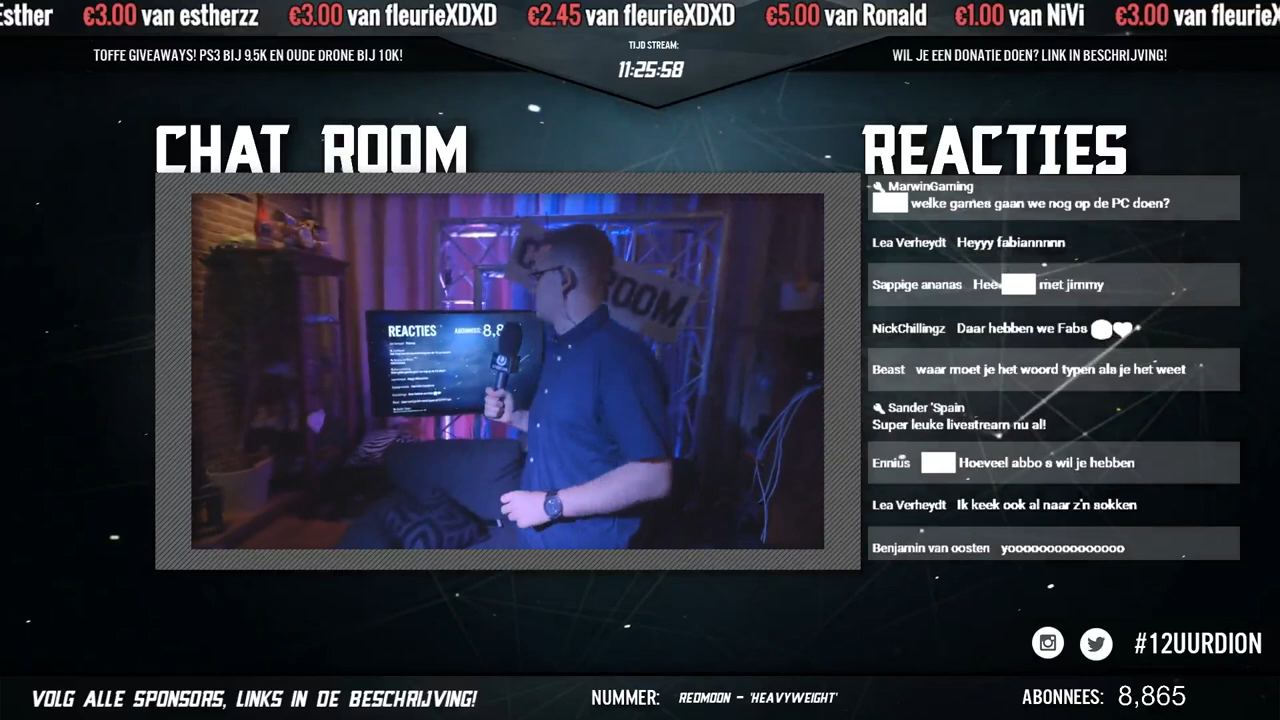 Esther €3.00 van estherzz €3.00 van fleurieXDXD €2.45 van fleurieXDXD €5.00 van Ronald €1.00 van NiVi €3.00 van
TOFFE GIVEAWAYS! PS3 BIJ 9.5K EN OUDE DRONE BIJ 10K!
TIJD STREAM:
11:25:58
WIL JE EEN DONATIE DOEN? LINK IN BESCHRIJVING!
CHAT ROOM
REACTIES
ROOM
REACTIES
MarwinGaming
welke games gaan we nog op de PC doen?
Lea Verheydt Heyyy fabiannnnn
Sappige ananas Hee met jimmy
NickChillingz Daar hebben we Fabs
Beast waar moet je het woord typen als je het weet
Sander 'Spain
Super leuke livestream nu al!
Ennius Hoeveel abbo s wil je hebben
Lea Verheydt Ik keek ook al naar z'n sokken
Benjamin van oosten yooooooooooooooo
#12UURDION
VOLG ALLE SPONSORS, LINKS IN DE BESCHRIJVING!
NUMMER: REDMOON - 'HEAVYWEIGHT'
ABONNEES: 8,865